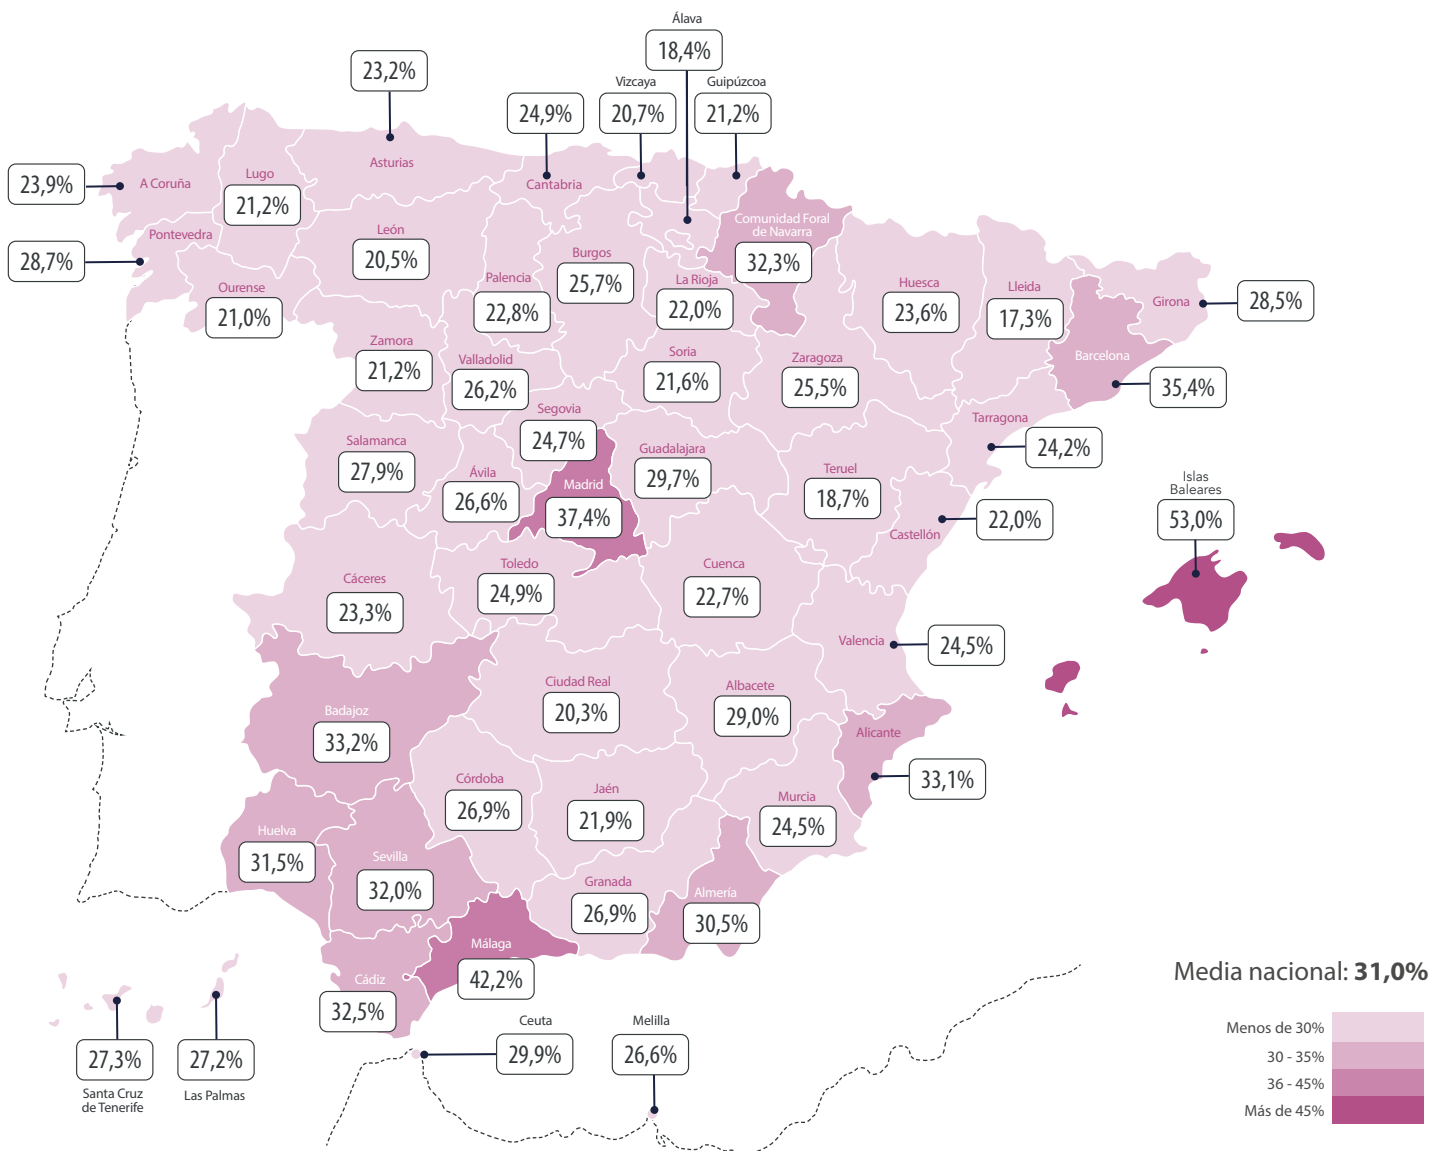 Álava
18,4%
23,2%
Vizcaya
Guipúzcoa
24,9%
20,7%
21,2%
Asturias
Cantabria
A Coruña
23,9%
Lugo
21,2%
Comunidad Foral
de Navarra
32,3%
Pontevedra
28,7%
León
20,5%
Burgos
25,7%
Palencia
22,8%
La Rioja
22,0%
Huesca
23,6%
Lleida
17,3%
Girona
28,5%
Ourense
21,0%
Zamora
21,2%
Valladolid
26,2%
Soria
21,6%
Zaragoza
25,5%
Barcelona
35,4%
Segovia
24,7%
Tarragona
24,2%
Salamanca
27,9%
Ávila
26,6%
Madrid
37,4%
Guadalajara
29,7%
Teruel
18,7%
Castellón
22,0%
Islas
Baleares
53,0%
Cáceres
23,3%
Toledo
24,9%
Cuenca
22,7%
Valencia
24,5%
Badajoz
33,2%
Ciudad Real
20,3%
Albacete
29,0%
Alicante
33,1%
Córdoba
26,9%
Jaén
21,9%
Murcia
24,5%
Huelva
31,5%
Sevilla
32,0%
Granada
26,9%
Almería
30,5%
Málaga
42,2%
Cádiz
32,5%
Media nacional: 31,0%
Menos de 30%
30 - 35%
36 - 45%
Más de 45%
Ceuta
29,9%
Melilla
26,6%
27,3%
Santa Cruz
de Tenerife
27,2%
Las Palmas